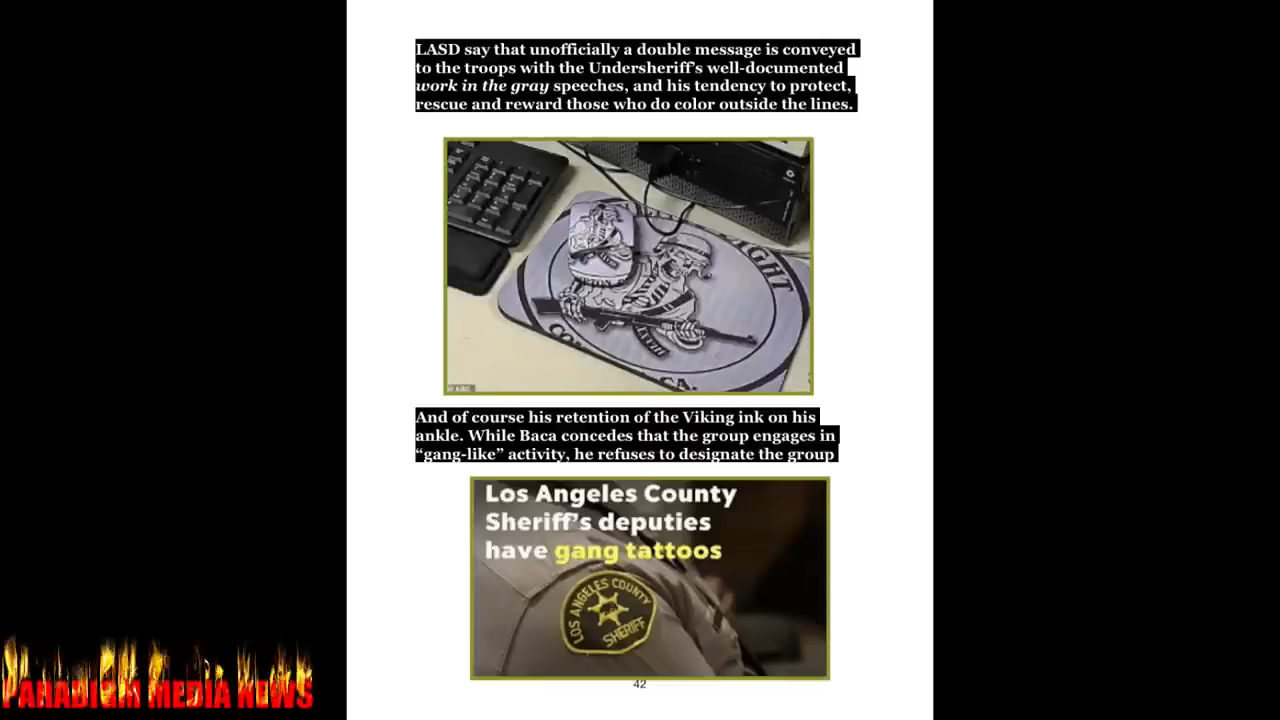 LASD say that unofficially a double message is conveyed
to the troops with the Undersheriff's well-documented
work in the gray speeches, and his tendency to protect,
rescue and reward those who do color outside the lines.
IGHT
CO
CA.
And of course his retention of the Viking ink on his
ankle. While Baca concedes that the group engages in
“gang-like” activity, he refuses to designate the group
Los Angeles County
Sheriff's deputies
have gang tattoos
LOS ANGELES COUNTY
SHERIFF
42
PARADIGM MEDIA NEWS